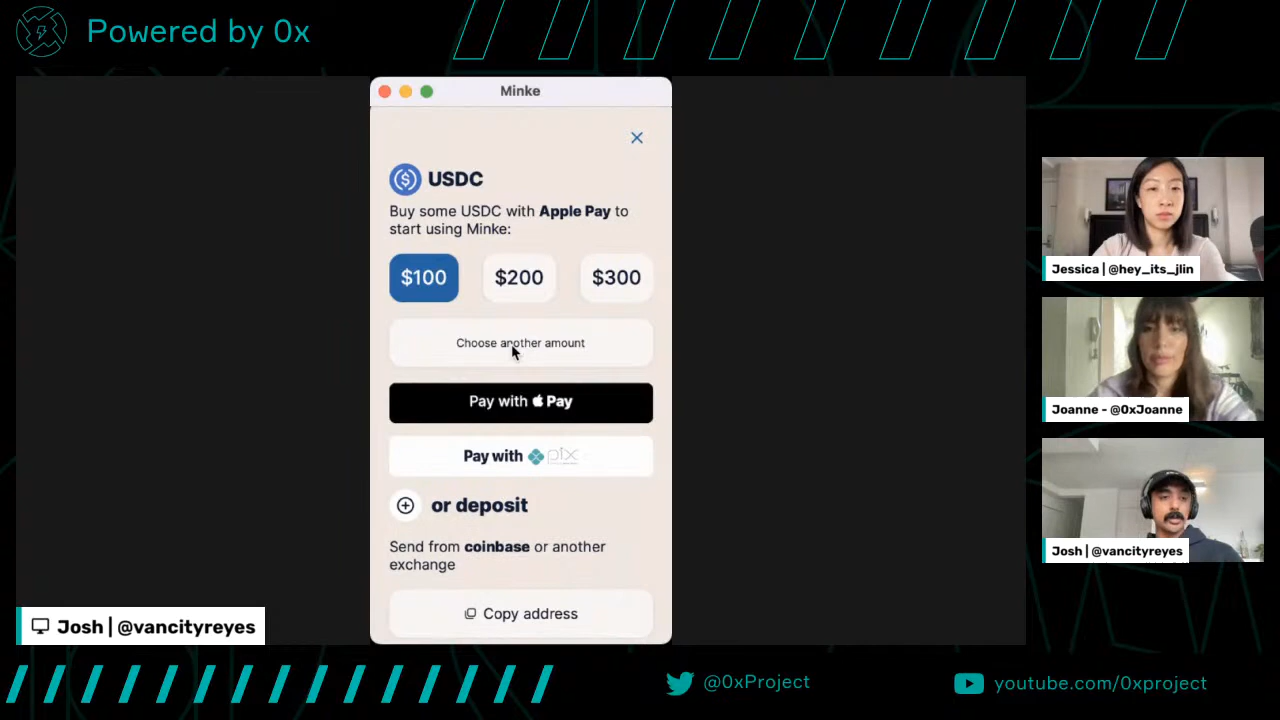 Powered by 0x
Minke
USDC
Buy some USDC with Apple Pay to
start using Minke:
$100
$200
$300
Choose another amount
Pay with Pay
Pay with pix
or deposit
Send from coinbase or another
exchange
Copy address
Jessica | @hey_its_jlin
Joanne - @0xJoanne
Josh | @vancityreyes
Josh | @vancityreyes
@0xProject
youtube.com/0xproject